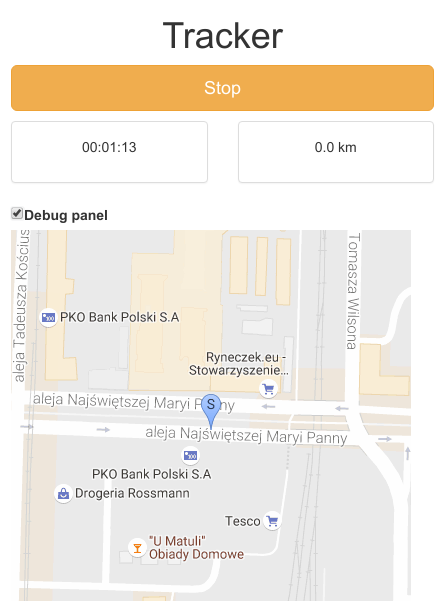 Tracker
Stop
00:01:13
0.0 km
Debug panel
aleja Tadeusza Kościus
Tomasza Wilsona
PKO Bank Polski S.A
Ryneczek.eu -
Stowarzyszenie...
aleja Najświętszej Maryi Panny
S
aleja Najświętszej Maryi Panny
PKO Bank Polski S.A
Drogeria Rossmann
Tesco
"U Matuli"
Obiady Domowe